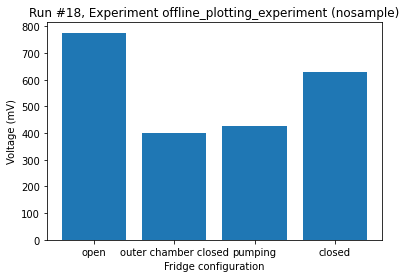 Run #18, Experiment offline_plotting_experiment (nosample)
800
700
600
500
400
300
200
100
0
Voltage (mV)
open outer chamber closed pumping closed
Fridge configuration